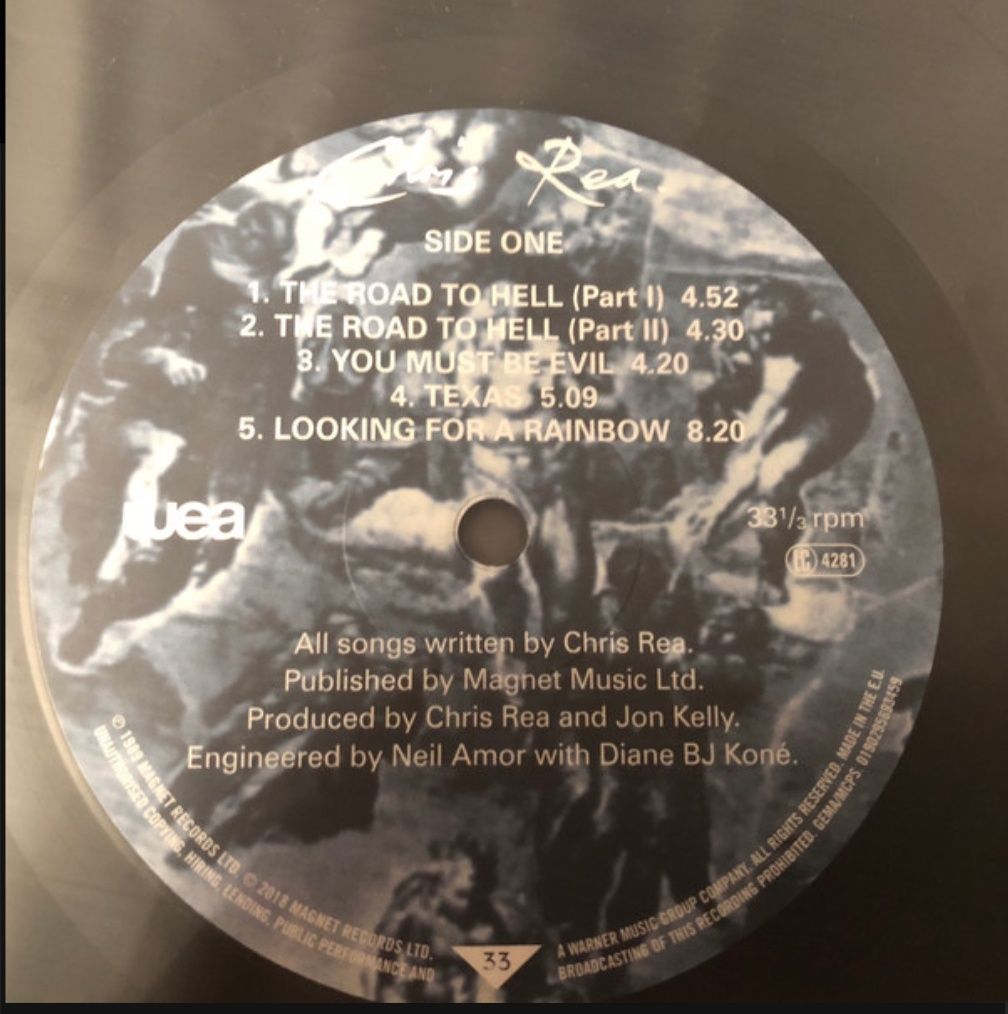 Chris Rea
SIDE ONE
1. THE ROAD TO HELL (Part I) 4.52
2. THE ROAD TO HELL (Part II) 4.30
3. YOU MUST BE EVIL 4.20
4. TEXAS 5.09
5. LOOKING FOR A RAINBOW 8.20
wea
33 1/3 rpm
LC 4281
All songs written by Chris Rea.
Published by Magnet Music Ltd.
Produced by Chris Rea and Jon Kelly.
Engineered by Neil Amor with Diane BJ Koné.
℗ 1989 MAGNET RECORDS LTD. © 2018 MAGNET RECORDS LTD.
UNAUTHORISED COPYING, HIRING, LENDING, PUBLIC PERFORMANCE AND
33
A WARNER MUSIC GROUP COMPANY. ALL RIGHTS RESERVED. MADE IN THE E.U.
BROADCASTING OF THIS RECORDING PROHIBITED. GEMA/MCPS.